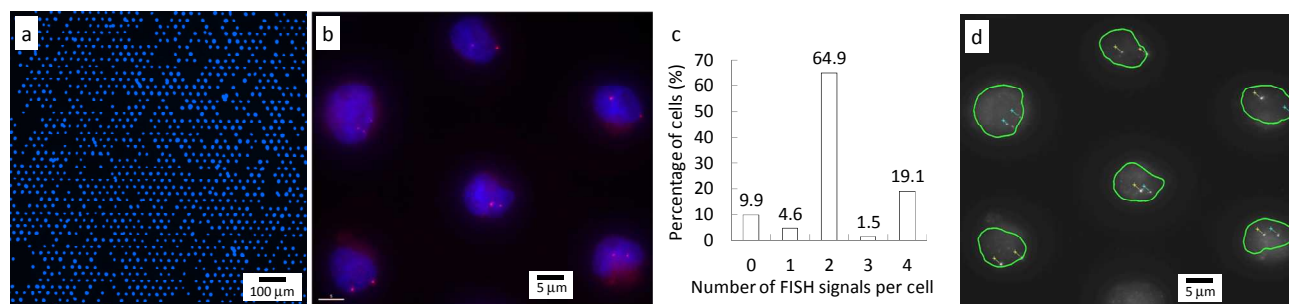 a
100 µm
b
5 µm
c
Percentage of cells (%)
70
60
50
40
30
20
10
0
9.9
4.6
64.9
1.5
19.1
0 1 2 3 4
Number of FISH signals per cell
d
5 µm